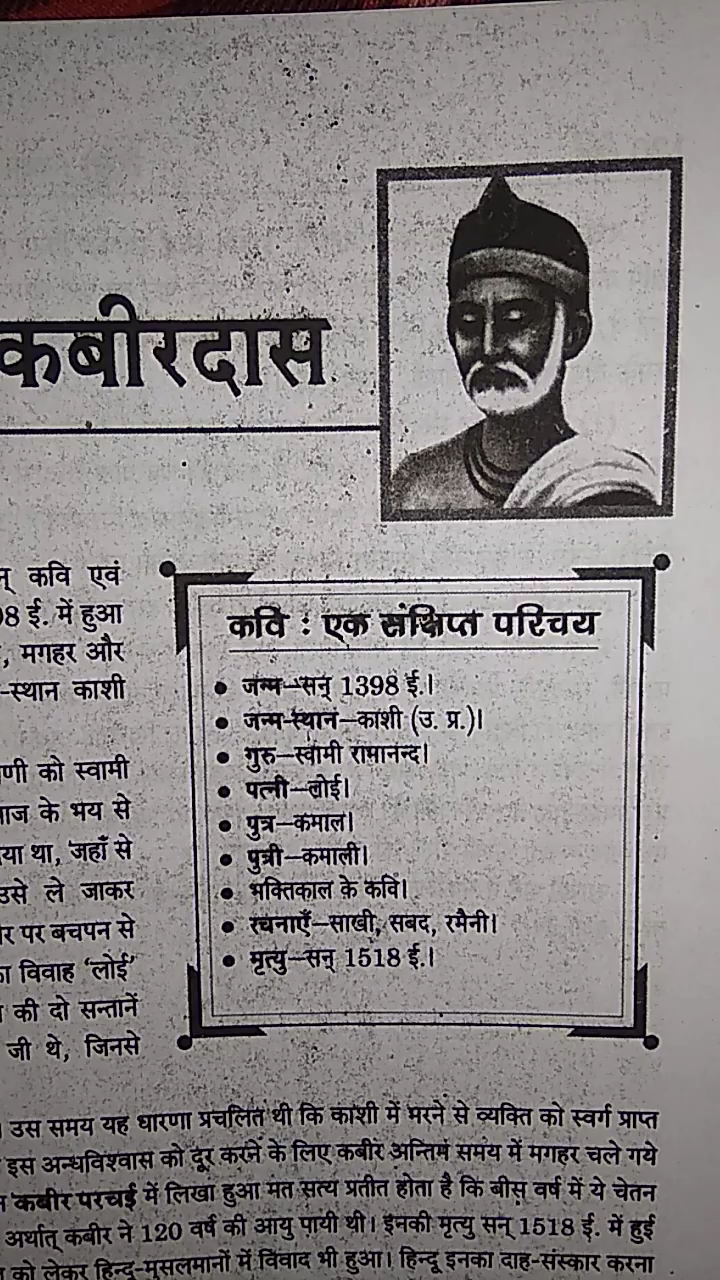 कबीरदास
कवि एवं
ई. में हुआ
, मगहर और
-स्थान काशी
को स्वामी
के भय से
था, जहाँ से
उसे ले जाकर
पर बचपन से
विवाह ‘लोई’
की दो सन्तानें
जी थे, जिनसे
कवि : एक संक्षिप्त परिचय
• जन्म—सन् 1398 ई.।
• जन्म-स्थान—काशी (उ. प्र.)।
• गुरु—स्वामी रामानन्द।
• पत्नी—लोई।
• पुत्र—कमाल।
• पुत्री—कमाली।
• भक्तिकाल के कवि।
• रचनाएँ—साखी, सबद, रमैनी।
• मृत्यु—सन् 1518 ई.।
। उस समय यह धारणा प्रचलित थी कि काशी में मरने से व्यक्ति को स्वर्ग प्राप्त
इस अन्धविश्वास को दूर करने के लिए कबीर अन्तिम समय में मगहर चले गये
कबीर परचई में लिखा हुआ मत सत्य प्रतीत होता है कि बीस वर्ष में ये चेतन
अर्थात् कबीर ने 120 वर्ष की आयु पायी थी। इनकी मृत्यु सन् 1518 ई. में हुई
को लेकर हिन्दू-मुसलमानों में विवाद भी हुआ। हिन्दू इनका दाह-संस्कार करना